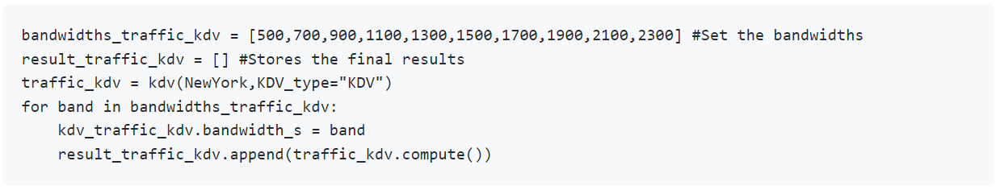 bandwidths_traffic_kdv = [500,700,900,1100,1300,1500,1700,1900,2100,2300] #Set the bandwidths
result_traffic_kdv = [] #Stores the final results
traffic_kdv = kdv(NewYork,KDV_type="KDV")
for band in bandwidths_traffic_kdv:
    kdv_traffic_kdv.bandwidth_s = band
    result_traffic_kdv.append(traffic_kdv.compute())